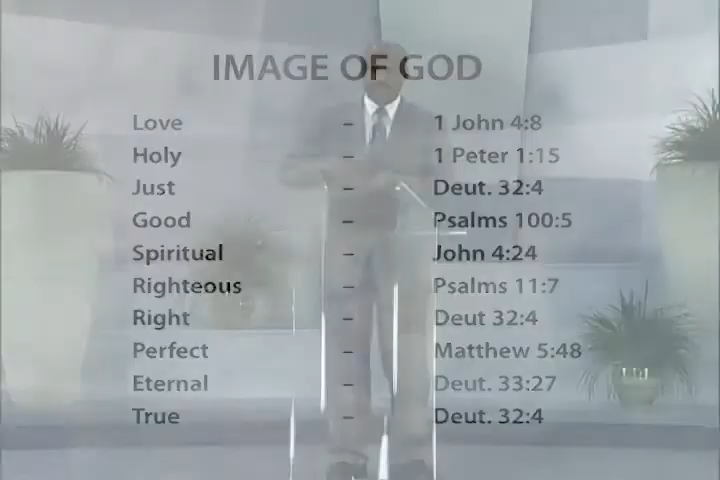 IMAGE OF GOD
Love - 1 John 4:8
Holy - 1 Peter 1:15
Just - Deut. 32:4
Good - Psalms 100:5
Spiritual - John 4:24
Righteous - Psalms 11:7
Right - Deut 32:4
Perfect - Matthew 5:48
Eternal - Deut. 33:27
True - Deut. 32:4